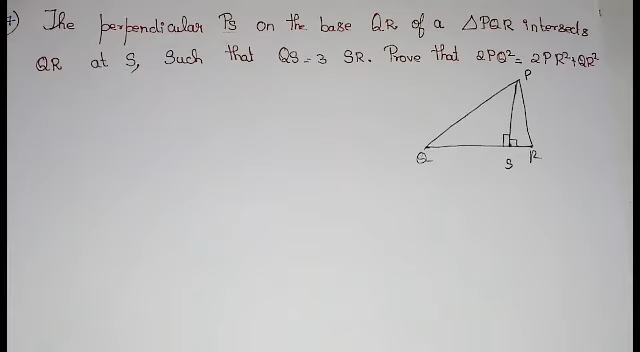 7.) The perpendicular PS on the base QR of a △PQR intersects
QR at S, Such that QS = 3 SR. Prove that 2PQ² = 2PR² + QR²
P
Q
S
R